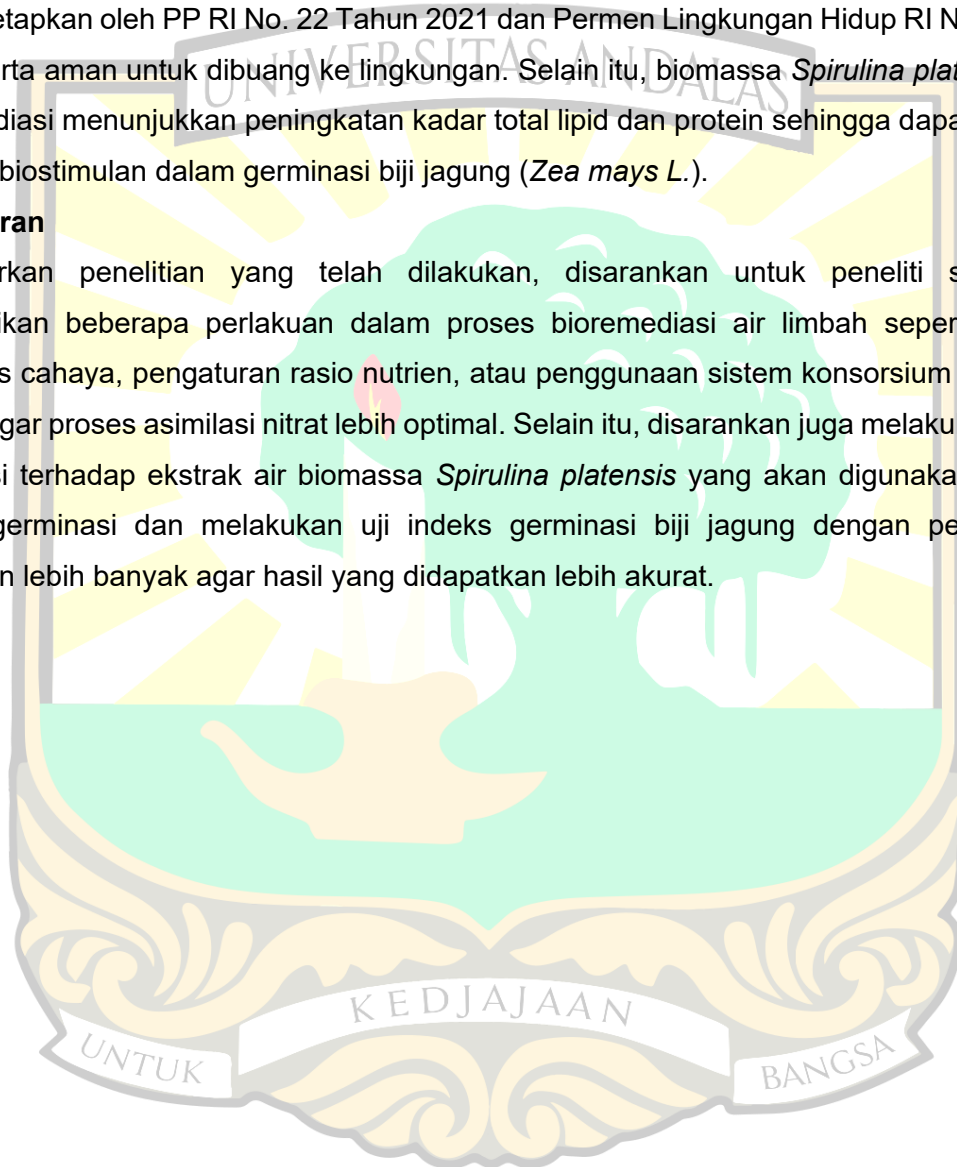 etapkan oleh PP RI No. 22 Tahun 2021 dan Permen Lingkungan Hidup RI N
UNIVERSITAS ANDALAS
rta aman untuk dibuang ke lingkungan. Selain itu, biomassa Spirulina plat
diasi menunjukkan peningkatan kadar total lipid dan protein sehingga dapa
biostimulan dalam germinasi biji jagung (Zea mays L.).
ran
rkan penelitian yang telah dilakukan, disarankan untuk peneliti s
ikan beberapa perlakuan dalam proses bioremediasi air limbah seper
s cahaya, pengaturan rasio nutrien, atau penggunaan sistem konsorsium
gar proses asimilasi nitrat lebih optimal. Selain itu, disarankan juga melaku
si terhadap ekstrak air biomassa Spirulina platensis yang akan digunaka
germinasi dan melakukan uji indeks germinasi biji jagung dengan pe
n lebih banyak agar hasil yang didapatkan lebih akurat.
KEDJAJAAN
UNTUK BANGSA